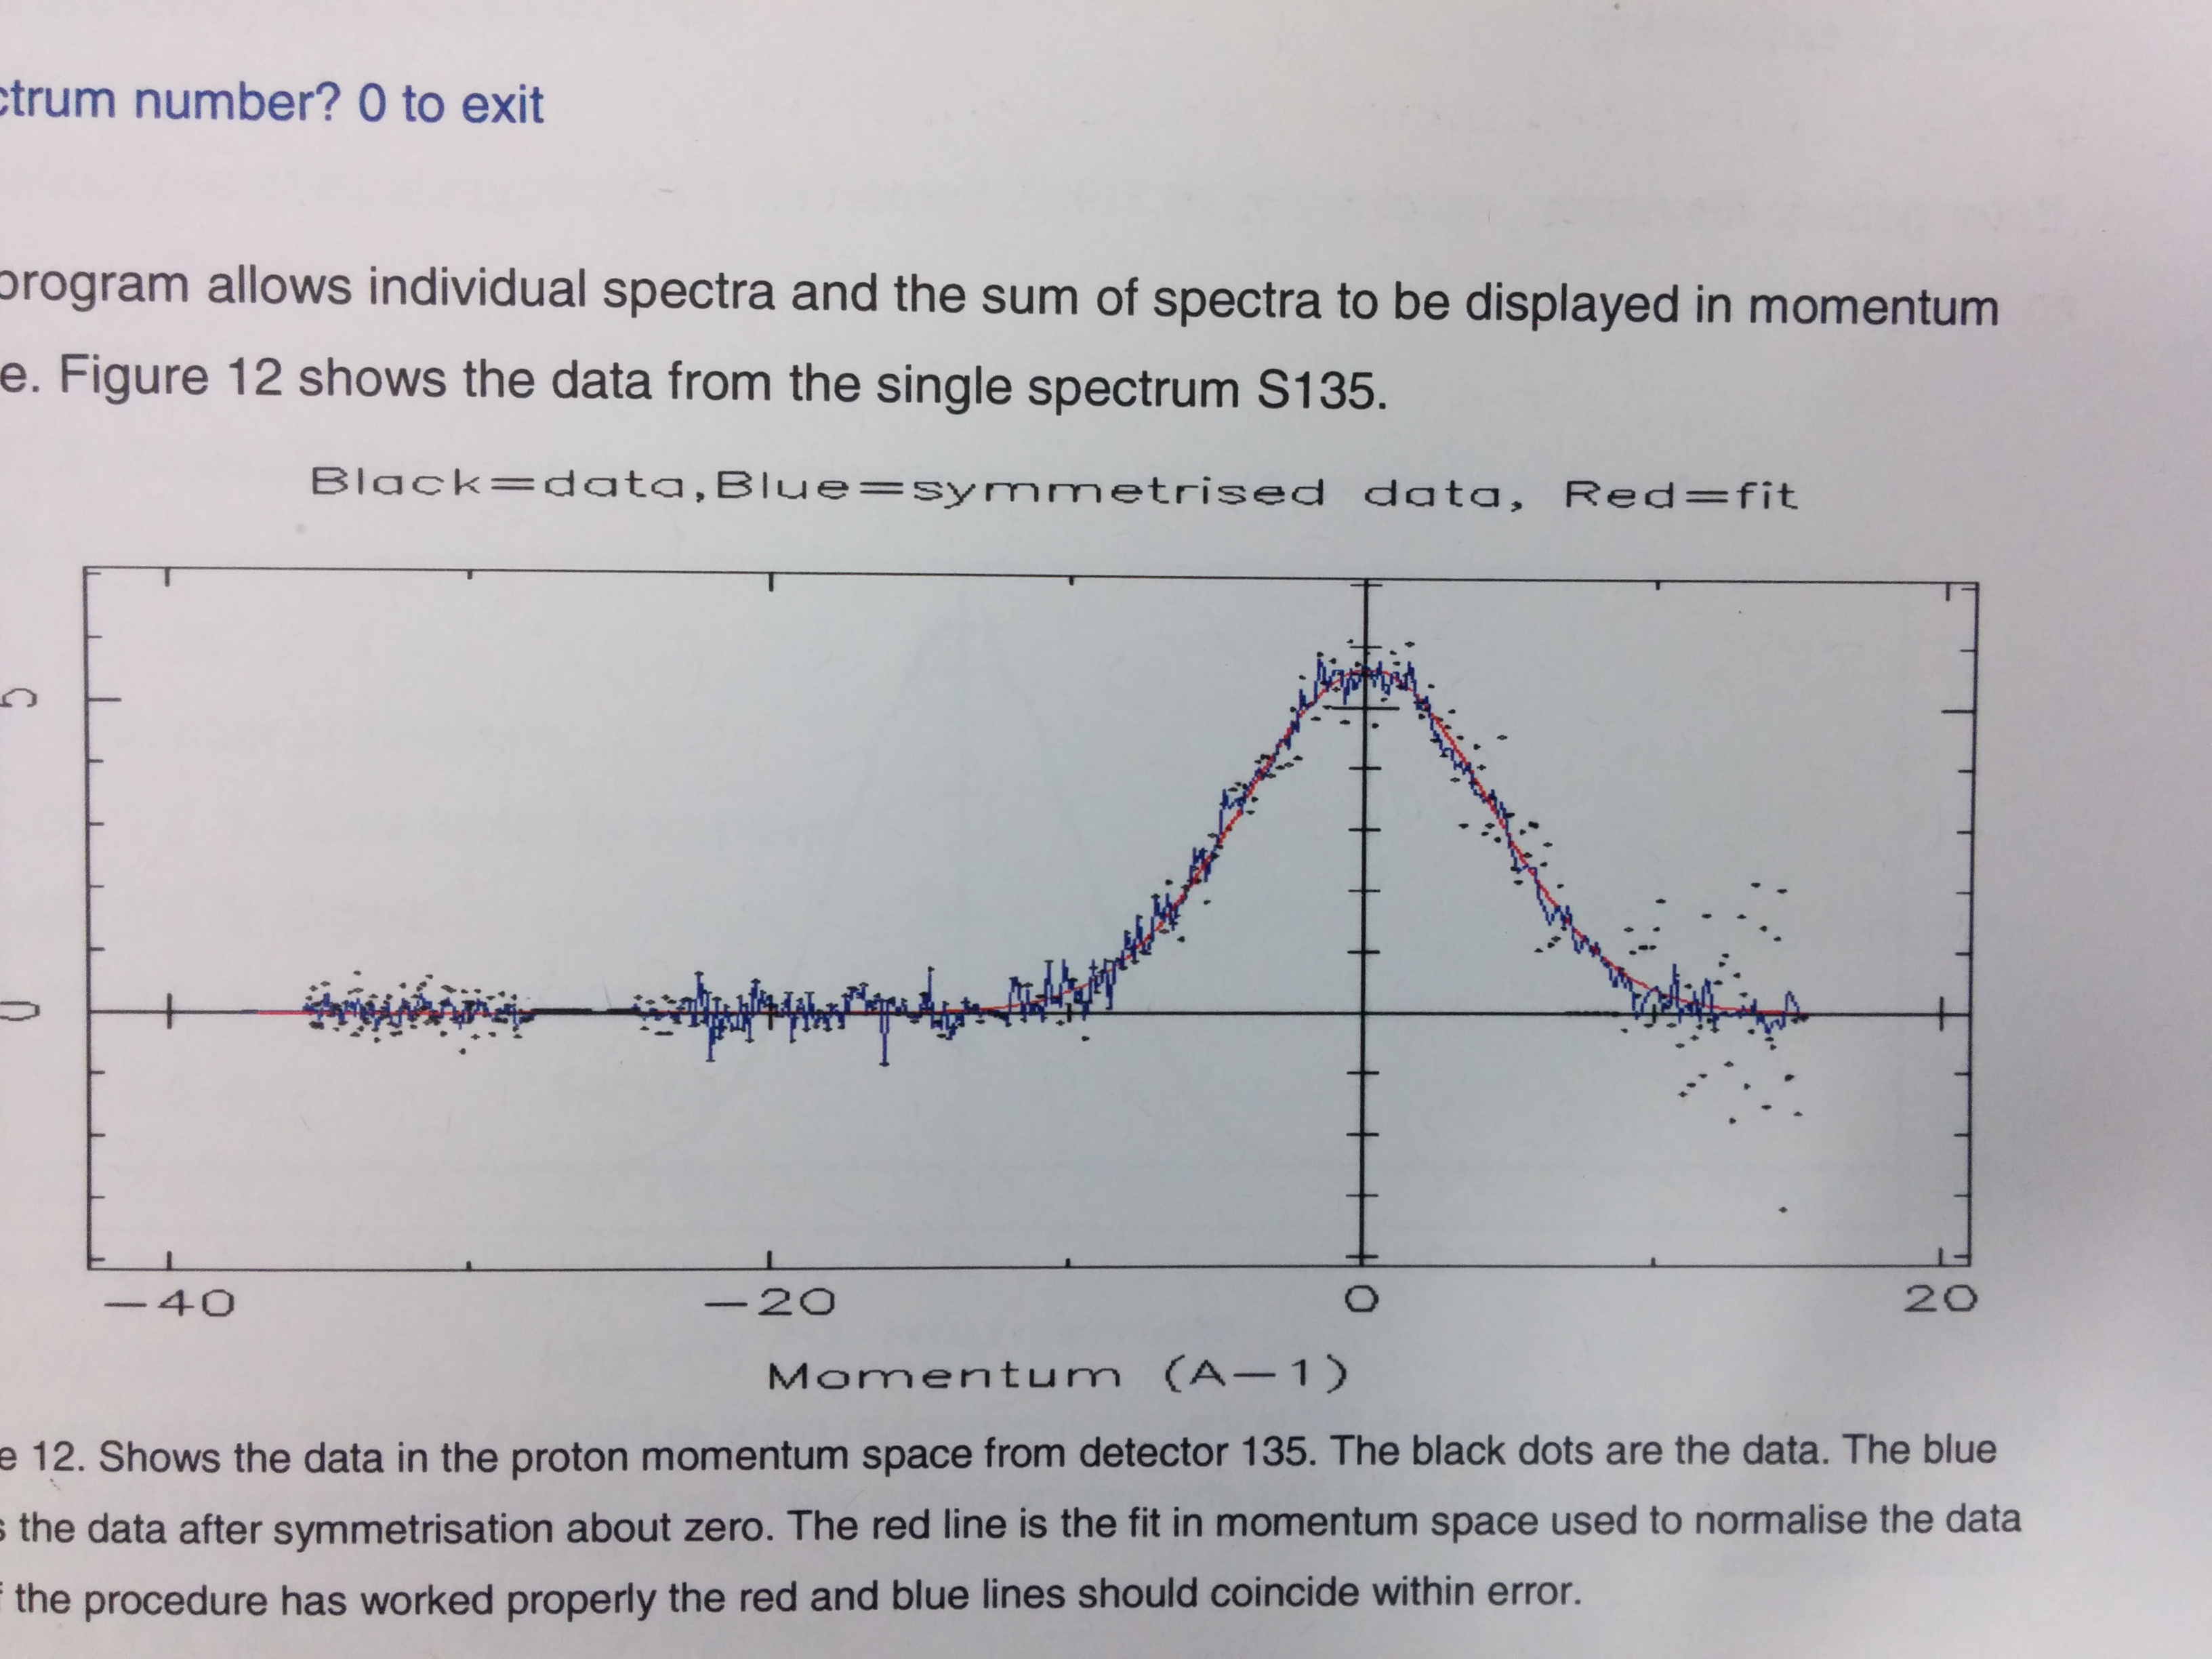 ctrum number? 0 to exit
program allows individual spectra and the sum of spectra to be displayed in momentum
e. Figure 12 shows the data from the single spectrum S135.
Black=data,Blue=symmetrised data, Red=fit
0
-40 -20 0 20
Momentum (A-1)
e 12. Shows the data in the proton momentum space from detector 135. The black dots are the data. The blue
s the data after symmetrisation about zero. The red line is the fit in momentum space used to normalise the data
f the procedure has worked properly the red and blue lines should coincide within error.